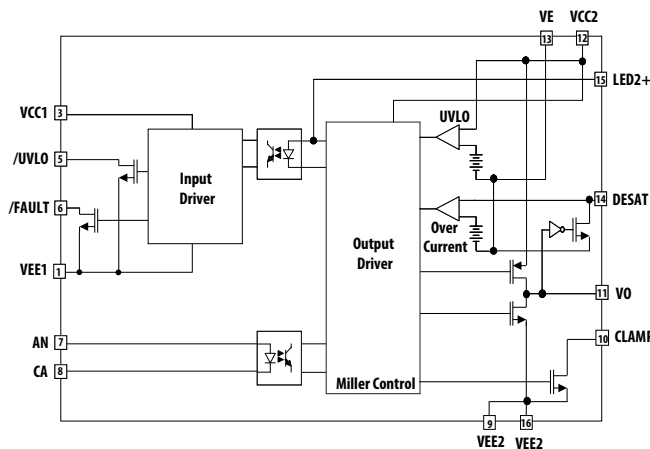 VE VCC2
13 12
15 LED2+
VCC1 3
UVLO
/UVLO 5
Input
Driver
/FAULT 6
14 DESAT
Over
Current
Output
Driver
VEE1 1
11 VO
AN 7
10 CLAMP
CA 8
Miller Control
9 16
VEE2 VEE2